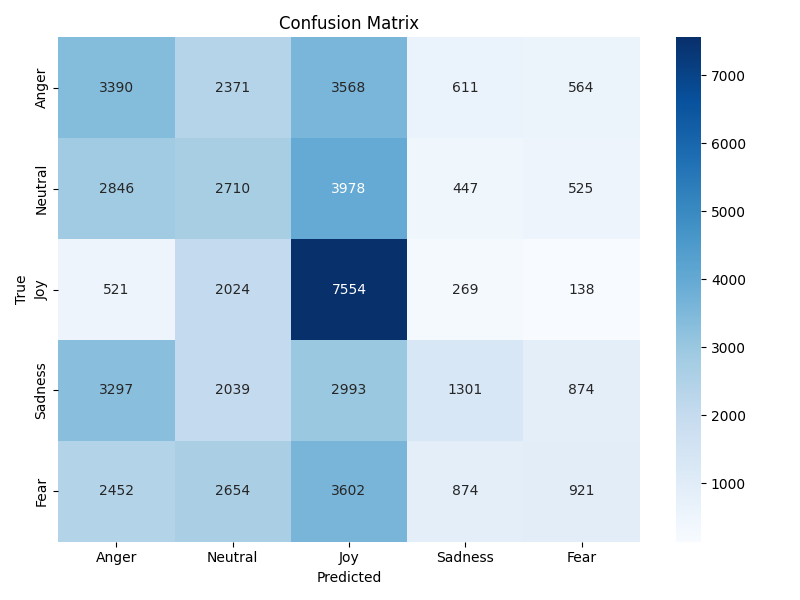 Confusion Matrix
True
Anger 3390 2371 3568 611 564
Neutral 2846 2710 3978 447 525
Joy 521 2024 7554 269 138
Sadness 3297 2039 2993 1301 874
Fear 2452 2654 3602 874 921
Anger Neutral Joy Sadness Fear
Predicted
7000
6000
5000
4000
3000
2000
1000